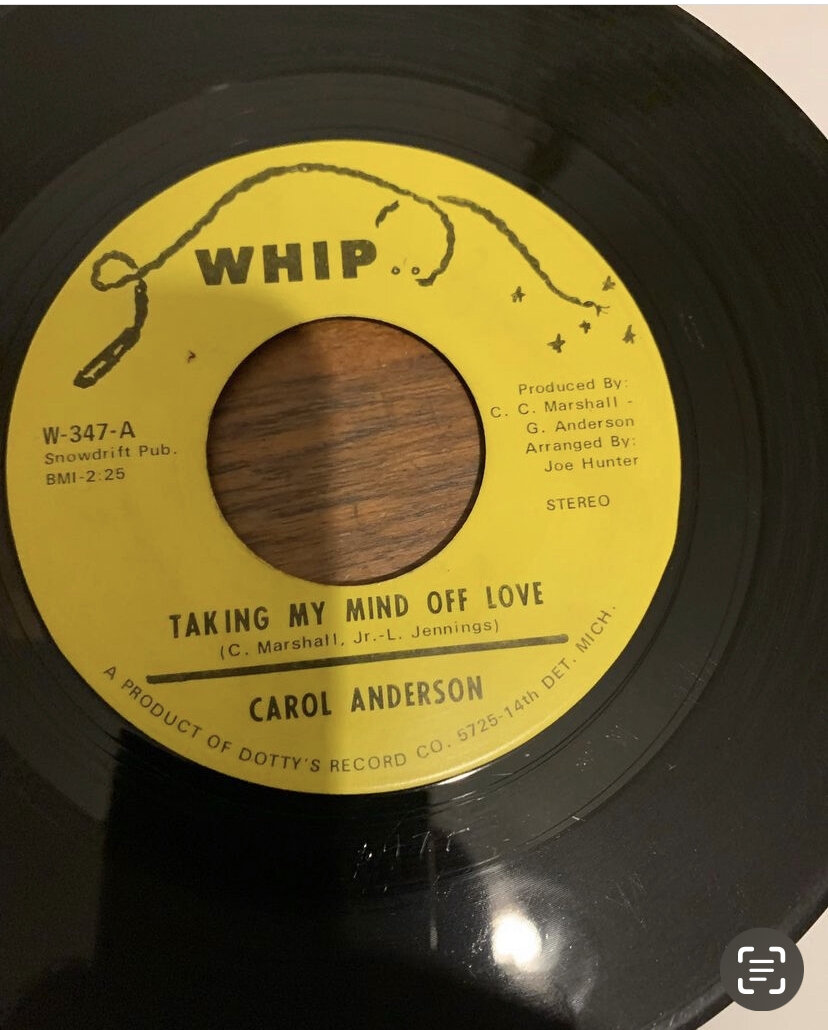 WHIP
W-347-A
Snowdrift Pub.
BMI-2:25
Produced By:
C. C. Marshall -
G. Anderson
Arranged By:
Joe Hunter
STEREO
TAKING MY MIND OFF LOVE
(C. Marshall, Jr.-L. Jennings)
CAROL ANDERSON
A PRODUCT OF DOTTY'S RECORD CO. 5725-14th DET. MICH.